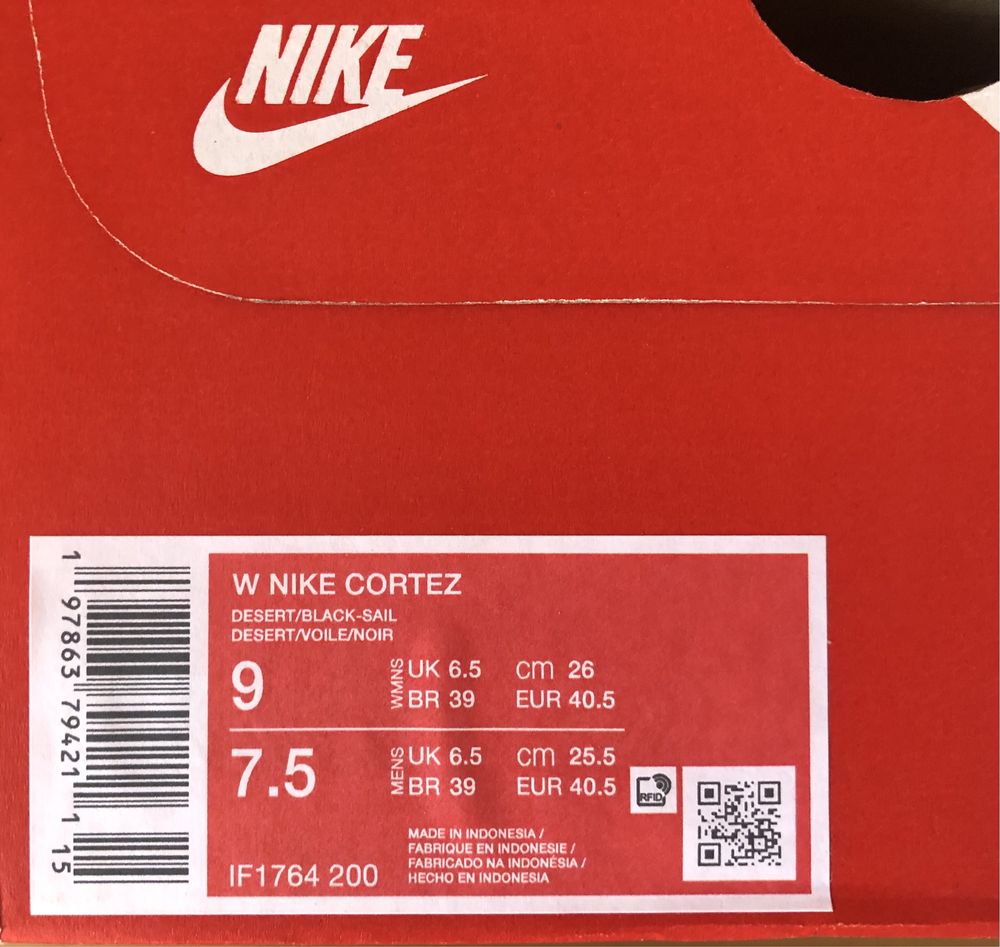 NIKE
W NIKE CORTEZ
DESERT/BLACK-SAIL
DESERT/VOILE/NOIR
9 WMNS UK 6.5 cm 26
BR 39 EUR 40.5
7.5 MENS UK 6.5 cm 25.5
BR 39 EUR 40.5
RFID
MADE IN INDONESIA /
FABRIQUE EN INDONESIE /
FABRICADO NA INDONÉSIA /
HECHO EN INDONESIA
IF1764 200
1 97863 79421 1 15